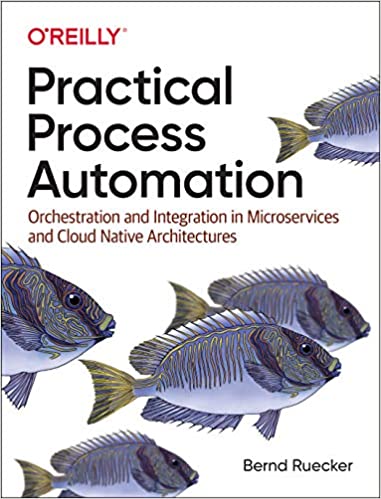 O'REILLY®
Practical
Process
Automation
Orchestration and Integration in Microservices
and Cloud Native Architectures
Bernd Ruecker